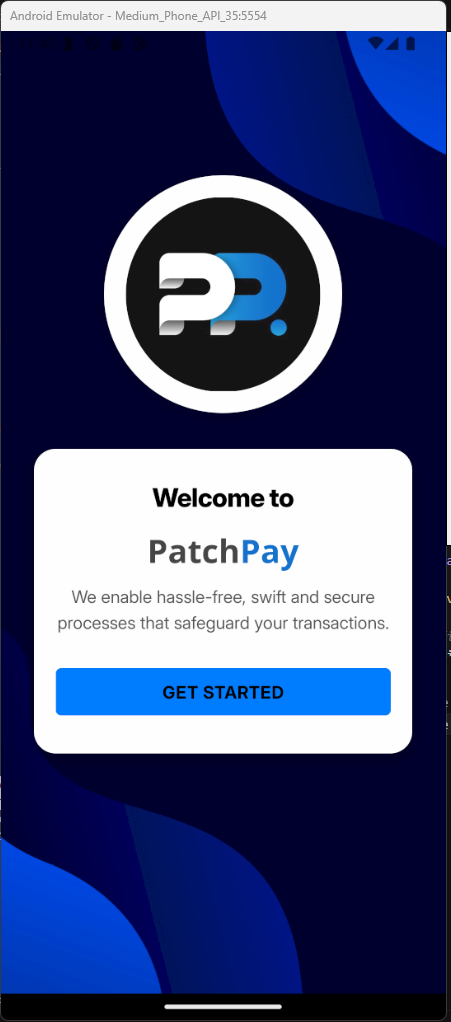 Android Emulator - Medium_Phone_API_35:5554
PP.
Welcome to
PatchPay
We enable hassle-free, swift and secure
processes that safeguard your transactions.
GET STARTED